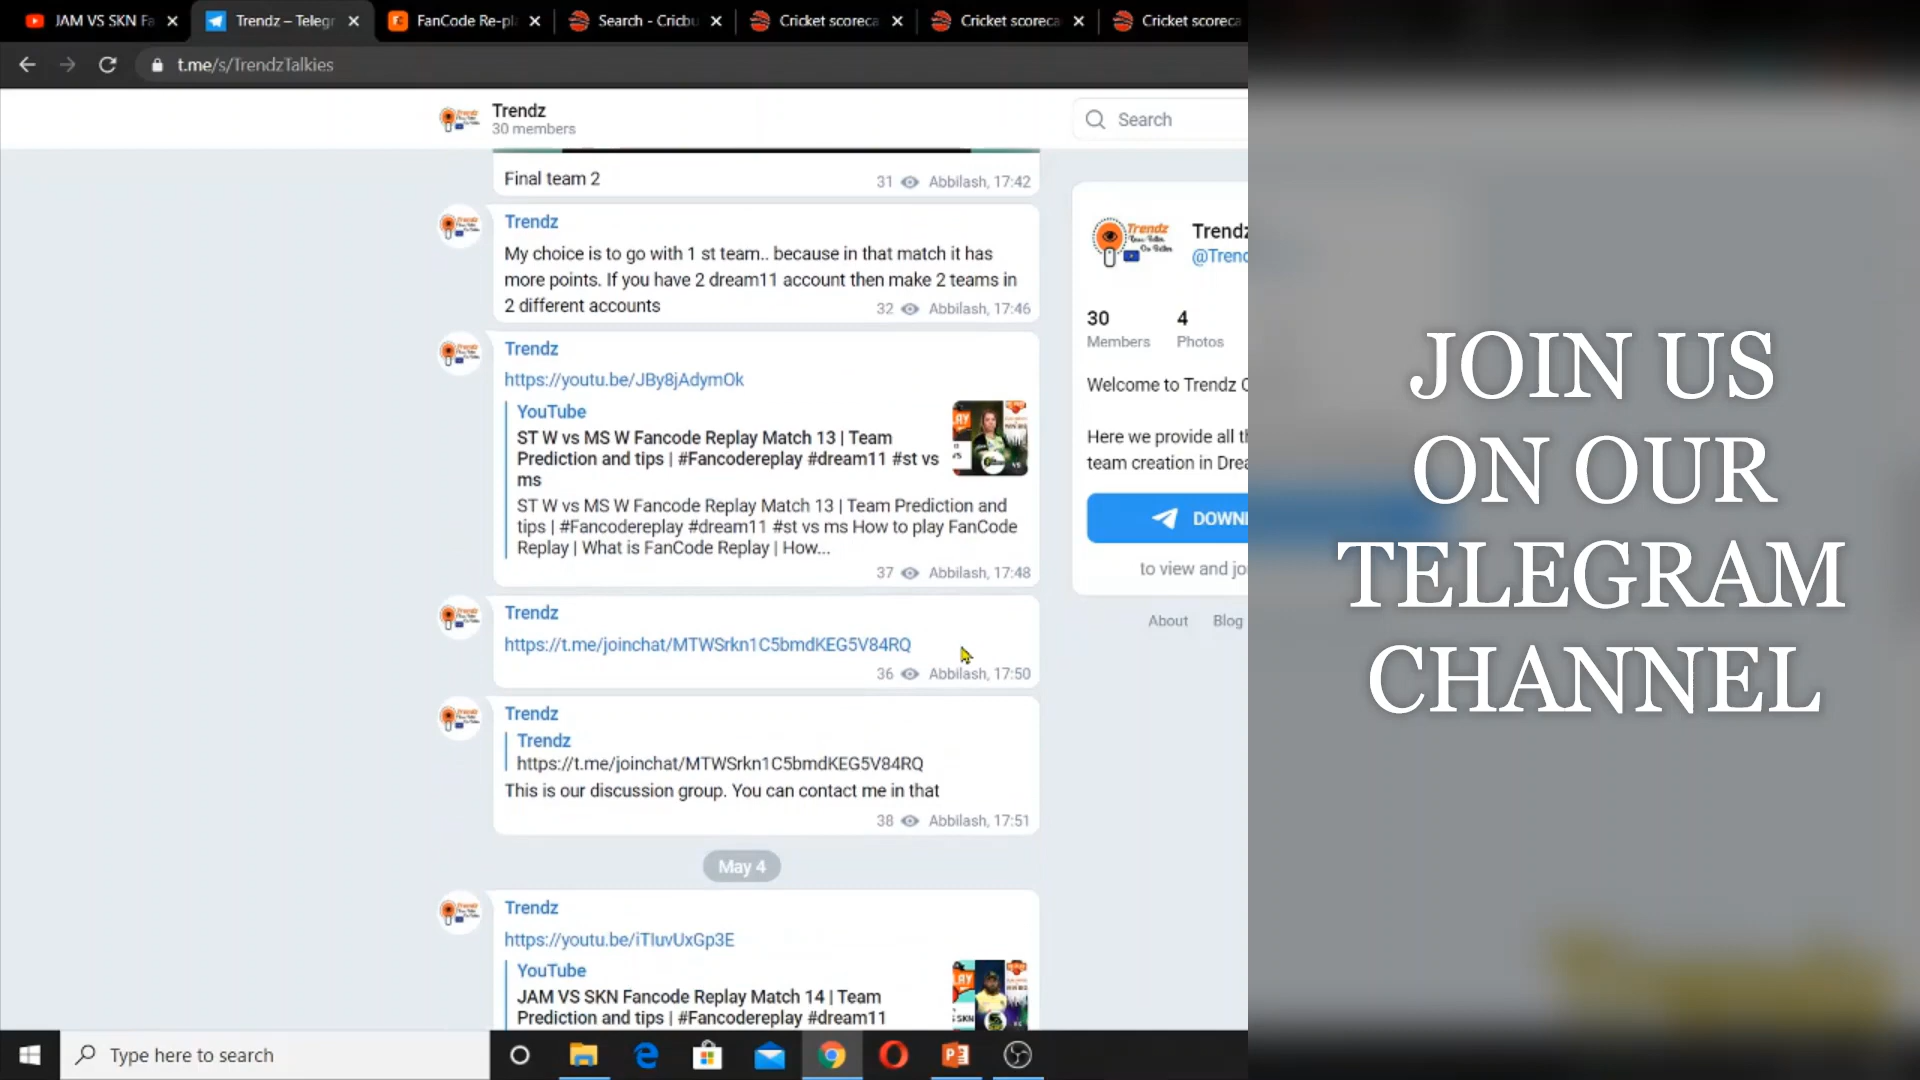 JAM VS SKN Fa
Trendz – Telegr
FanCode Re-pl
Search - Cricbu
Cricket scoreca
Cricket scoreca
Cricket scoreca
t.me/s/TrendzTalkies
Trendz
30 members
Search
Final team 2
31 Abbilash, 17:42
Trendz
My choice is to go with 1 st team.. because in that match it has
more points. If you have 2 dream11 account then make 2 teams in
2 different accounts
32 Abbilash, 17:46
Trendz
https://youtu.be/JBy8jAdymOk
YouTube
ST W vs MS W Fancode Replay Match 13 | Team
Prediction and tips | #Fancodereplay #dream11 #st vs
ms
ST W vs MS W Fancode Replay Match 13 | Team Prediction and
tips | #Fancodereplay #dream11 #st vs ms How to play FanCode
Replay | What is FanCode Replay | How...
37 Abbilash, 17:48
Trendz
https://t.me/joinchat/MTWSrkn1C5bmdKEG5V84RQ
36 Abbilash, 17:50
Trendz
Trendz
https://t.me/joinchat/MTWSrkn1C5bmdKEG5V84RQ
This is our discussion group. You can contact me in that
38 Abbilash, 17:51
May 4
Trendz
https://youtu.be/iTIuvUxGp3E
YouTube
JAM VS SKN Fancode Replay Match 14 | Team
Prediction and tips | #Fancodereplay #dream11
Trendz
Trendz
@Trend
30
Members
4
Photos
Welcome to Trendz C
Here we provide all th
team creation in Drea
DOWN
to view and jo
About Blog
JOIN US
ON OUR
TELEGRAM
CHANNEL
Type here to search